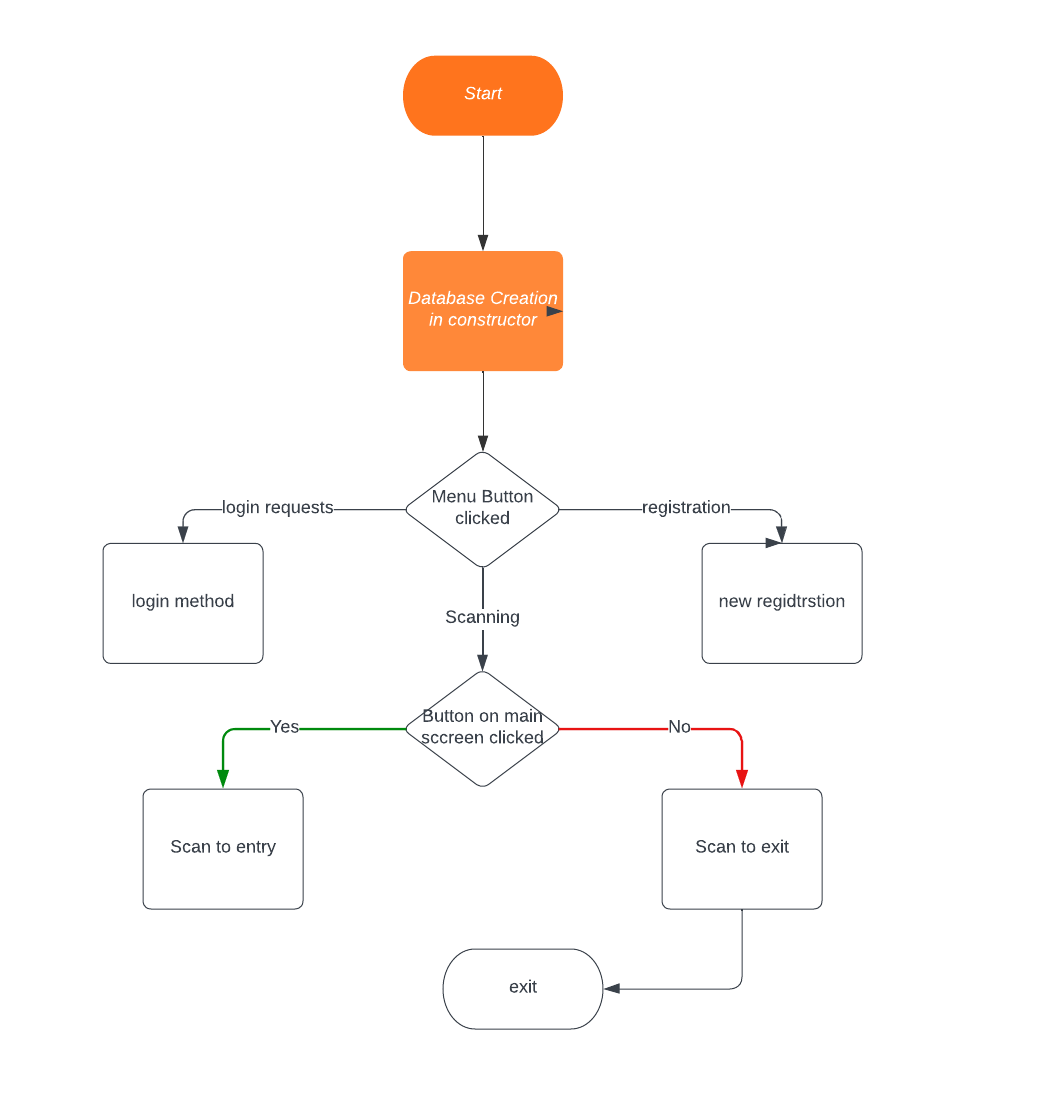 Start
Database Creation
in constructor
Menu Button
clicked
login requests
registration
login method
new regidtrstion
Scanning
Button on main
sccreen clicked
Yes
No
Scan to entry
Scan to exit
exit